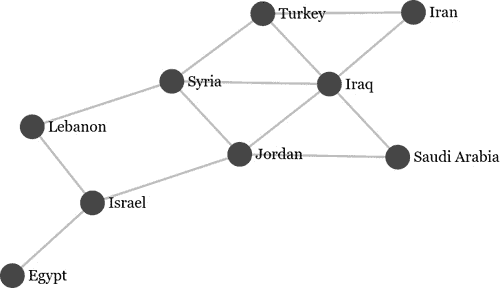 Turkey
Iran
Syria
Iraq
Lebanon
Jordan
Saudi Arabia
Israel
Egypt